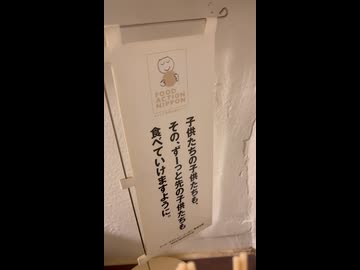 FOOD
ACTION
NIPPON
子供たちの子供たちも、
その、ずーっと先の子供たちも
食べていけますように。